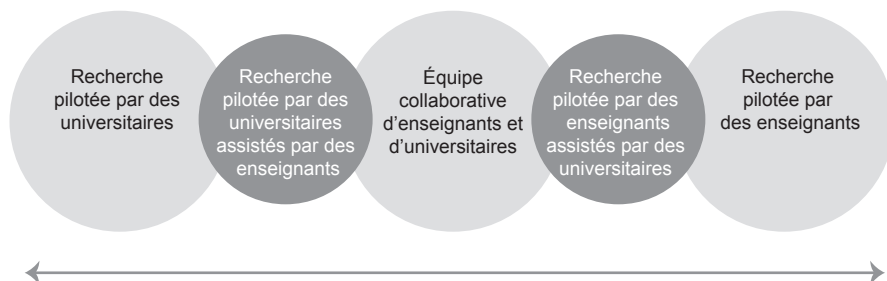 Recherche
pilotée par des
universitaires
Recherche
pilotée par des
universitaires
assistés par des
enseignants
Équipe
collaborative
d'enseignants et
d'universitaires
Recherche
pilotée par des
enseignants
assistés par des
universitaires
Recherche
pilotée par
des enseignants